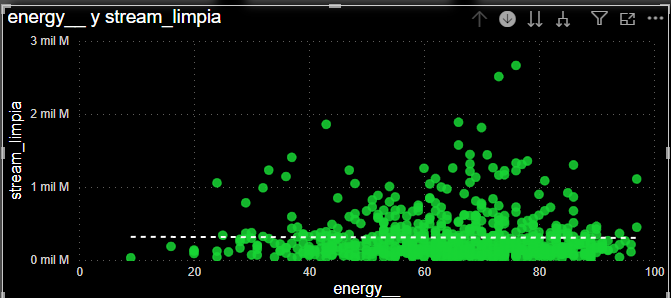 energy__ y stream_limpia
3 mil M
2 mil M
1 mil M
0 mil M
stream_limpia
0
20
40
60
80
100
energy__